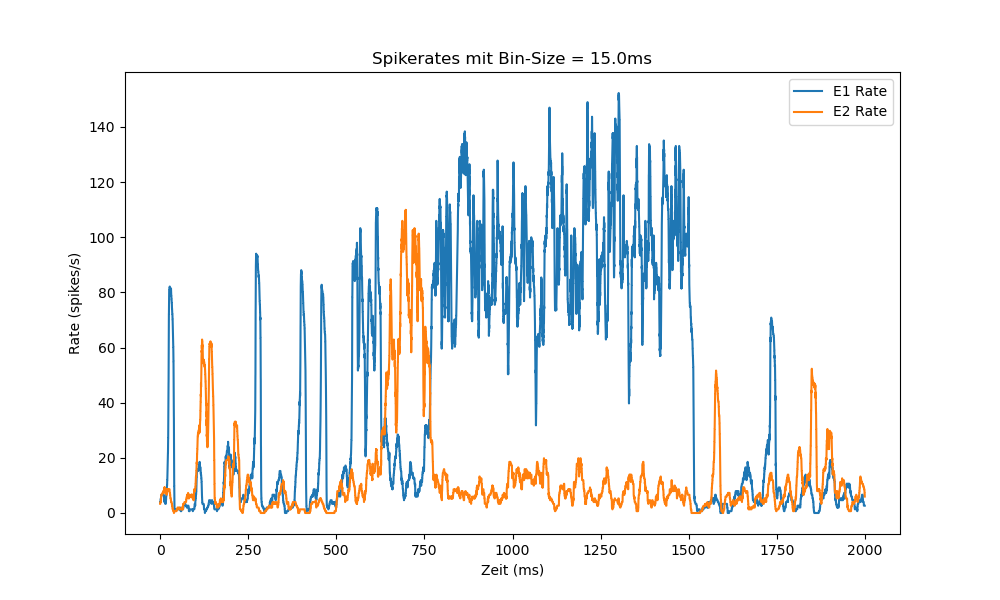 Spikerates mit Bin-Size = 15.0ms
E1 Rate
E2 Rate
Rate (spikes/s)
140
120
100
80
60
40
20
0
0 250 500 750 1000 1250 1500 1750 2000
Zeit (ms)